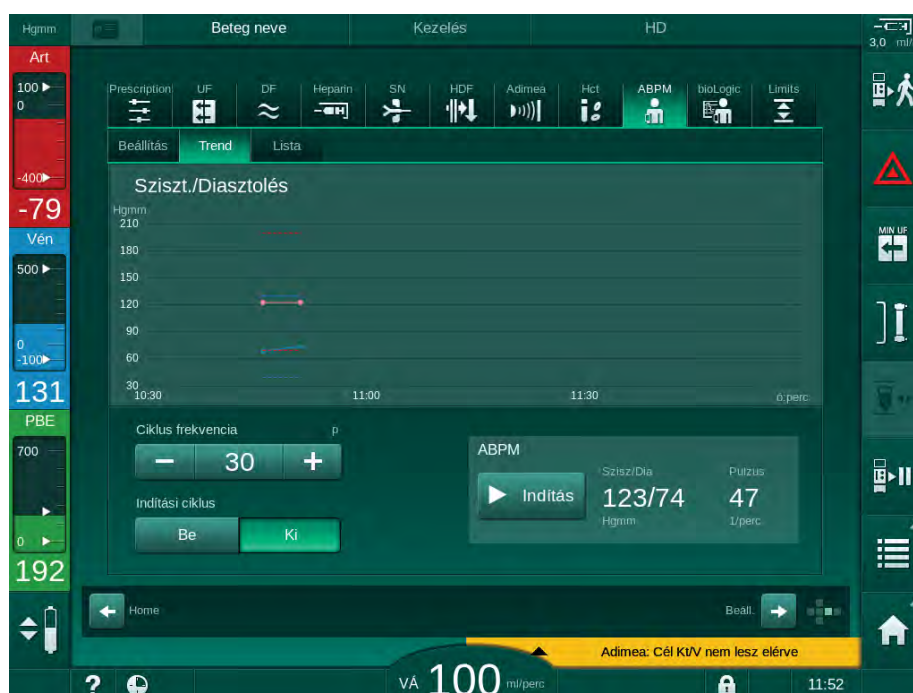 Hgmm Beteg neve Kezelés HD
3,0 ml/
Art
100
0
-400
-79
Vén
500
0
-100
131
PBE
700
0
192
Prescription UF DF Heparin SN HDF Adimea Hct ABPM bioLogic Limits
Beállítás Trend Lista
Sziszt./Diasztolés
Hgmm
210
180
150
120
90
60
30
10:30 11:00 11:30 ó:perc
Ciklus frekvencia p
30
Indítási ciklus
Be Ki
ABPM
Indítás
Szisz/Dia Pulzus
123/74 47
Hgmm 1/perc
MIN UF
Home Beáll.
Adimea: Cél Kt/V nem lesz elérve
? VÁ 100 ml/perc 11:52